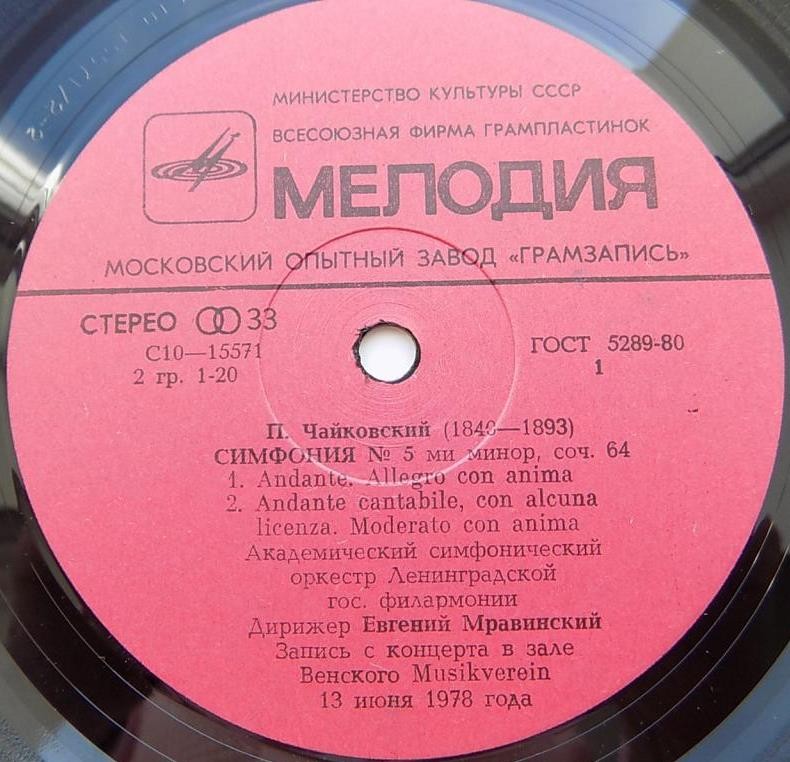 МИНИСТЕРСТВО КУЛЬТУРЫ СССР
ВСЕСОЮЗНАЯ ФИРМА ГРАМПЛАСТИНОК
МЕЛОДИЯ
МОСКОВСКИЙ ОПЫТНЫЙ ЗАВОД «ГРАМЗАПИСЬ»
СТЕРЕО 33
С10—15571
2 гр. 1-20
ГОСТ 5289-80
1
П. Чайковский (1840—1893)
СИМФОНИЯ № 5 ми минор, соч. 64
1. Andante. Allegro con anima
2. Andante cantabile, con alcuna
licenza. Moderato con anima
Академический симфонический
оркестр Ленинградской
гос. филармонии
Дирижер Евгений Мравинский
Запись с концерта в зале
Венского Musikverein
13 июня 1978 года